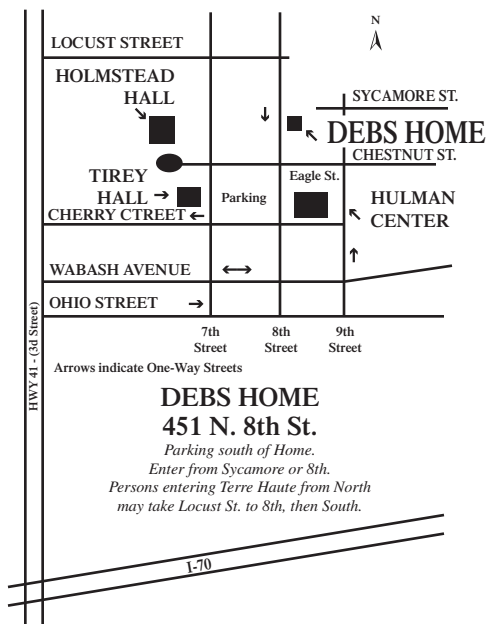 N
LOCUST STREET
HOLMSTEAD
HALL
SYCAMORE ST.
DEBS HOME
CHESTNUT ST.
TIREY
HALL
Eagle St.
Parking
HULMAN
CENTER
CHERRY CTREET
WABASH AVENUE
OHIO STREET
HWY 41 - (3d Street)
7th
Street
8th
Street
9th
Street
Arrows indicate One-Way Streets
DEBS HOME
451 N. 8th St.
Parking south of Home.
Enter from Sycamore or 8th.
Persons entering Terre Haute from North
may take Locust St. to 8th, then South.
I-70